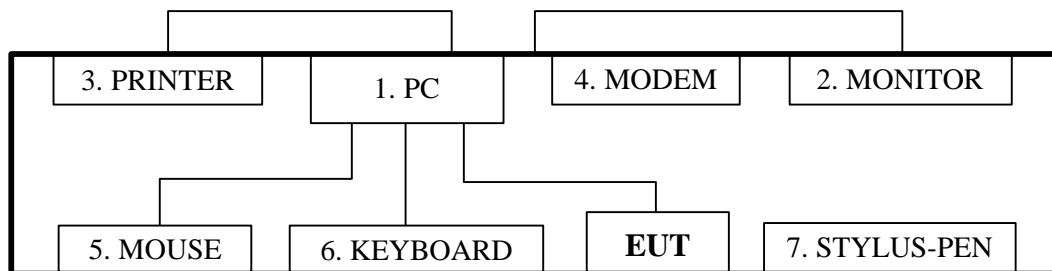 3. PRINTER
1. PC
4. MODEM
2. MONITOR
5. MOUSE
6. KEYBOARD
EUT
7. STYLUS-PEN